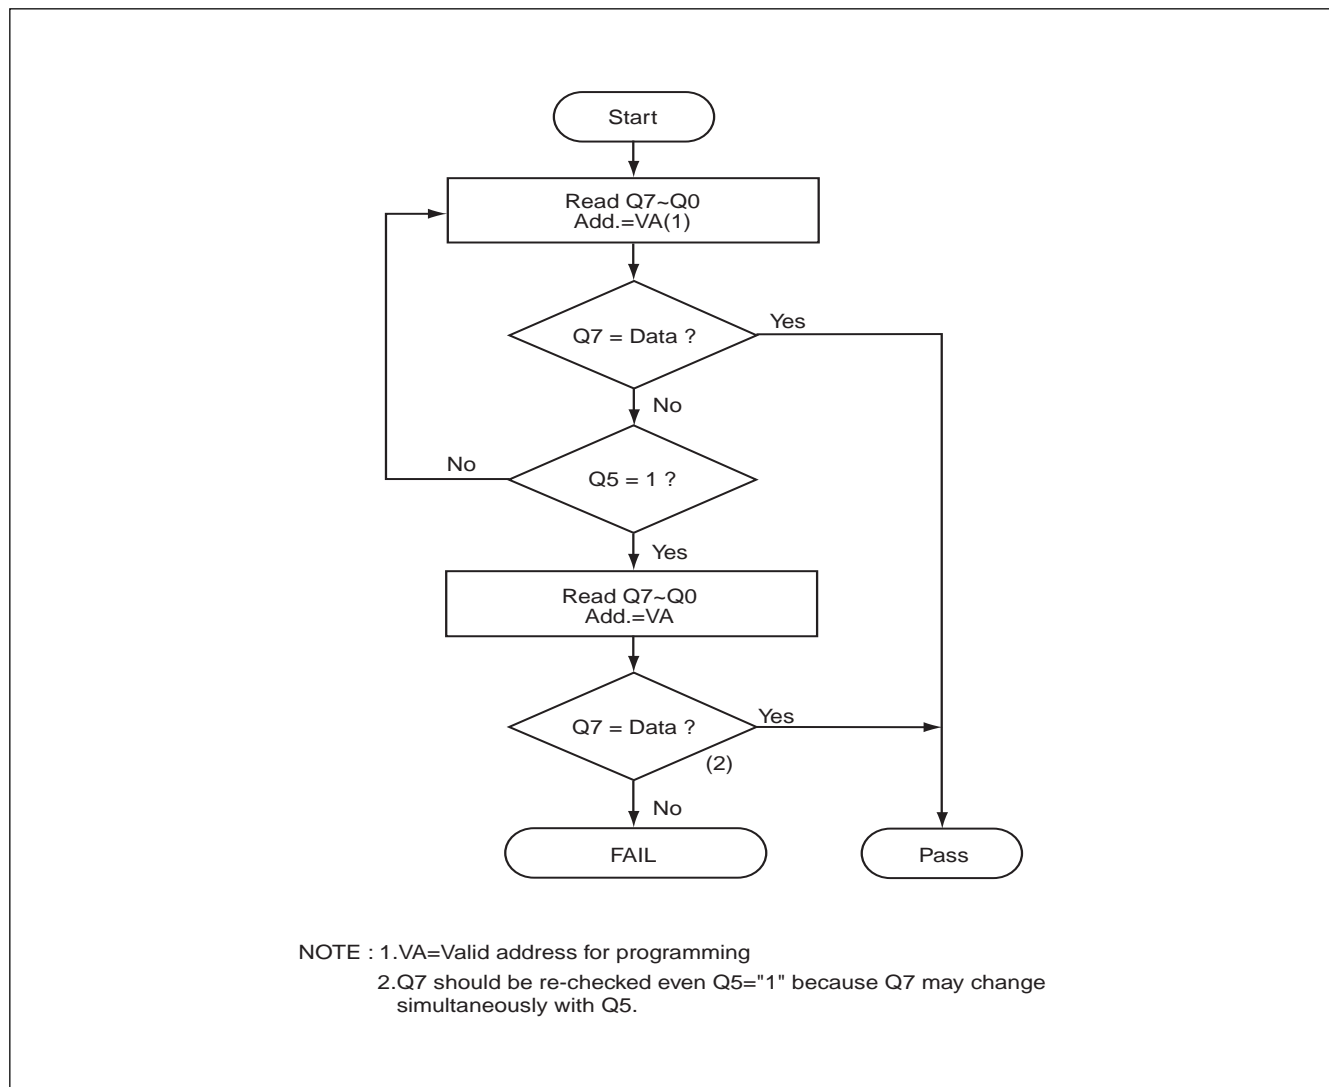 Start
Read Q7~Q0
Add.=VA(1)
Q7 = Data ?
Yes
No
No
Q5 = 1 ?
Yes
Read Q7~Q0
Add.=VA
Q7 = Data ?
Yes
(2)
No
FAIL
Pass
NOTE : 1.VA=Valid address for programming
2.Q7 should be re-checked even Q5="1" because Q7 may change
simultaneously with Q5.